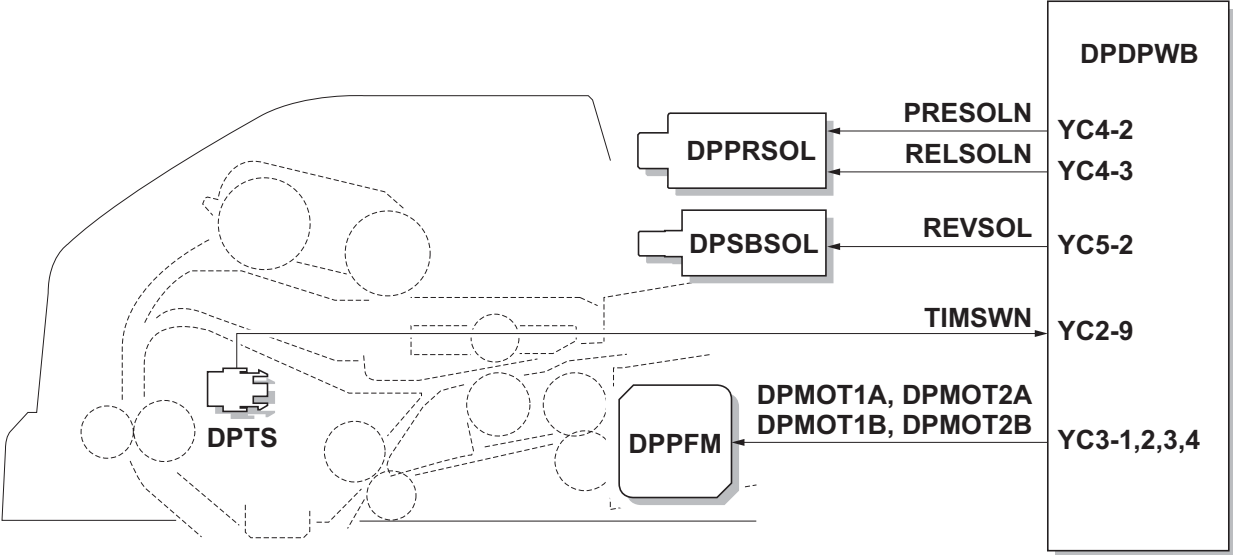 DPDPWB
PRESOLN
YC4-2
DPPRSOL
RELSOLN
YC4-3
REVSOL
DPSBSOL
YC5-2
TIMSWN
YC2-9
DPTS
DPMOT1A, DPMOT2A
DPMOT1B, DPMOT2B
DPPFM
YC3-1,2,3,4